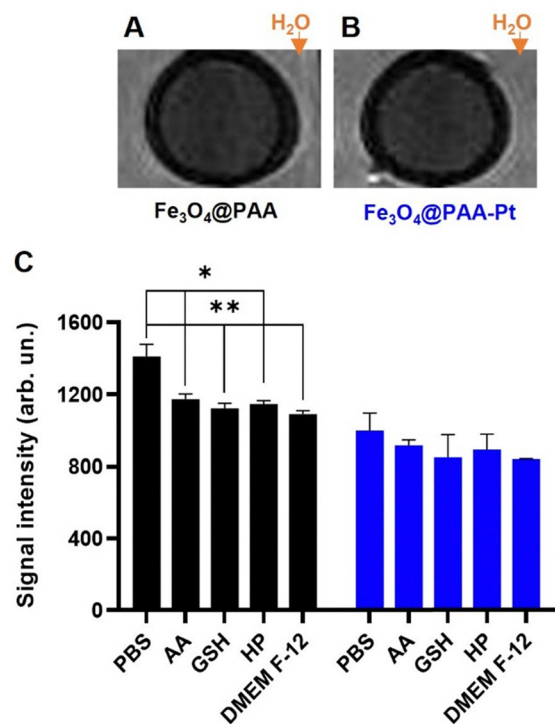 A
H₂O
B
H₂O
Fe₃O₄@PAA
Fe₃O₄@PAA-Pt
C
*
**
Signal intensity (arb. un.)
1600
1200
800
400
0
PBS
AA
GSH
HP
DMEM F-12
PBS
AA
GSH
HP
DMEM F-12